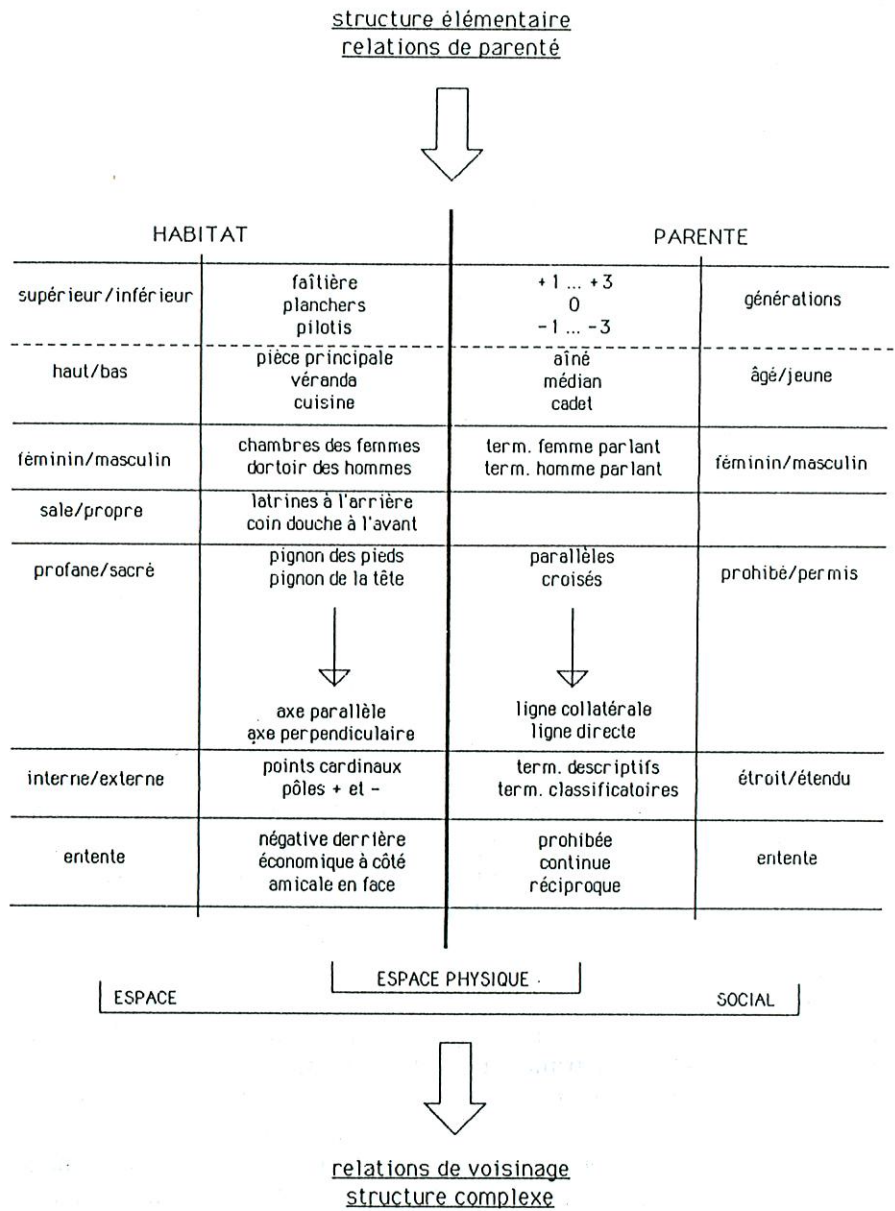 structure élémentaire
relations de parenté
HABITAT
PARENTE
supérieur/inférieur
faîtière
planchers
pilotis
+1 ... +3
0
-1 ... -3
générations
haut/bas
pièce principale
véranda
cuisine
aîné
médian
cadet
âgé/jeune
féminin/masculin
chambres des femmes
dortoir des hommes
term. femme parlant
term. homme parlant
féminin/masculin
sale/propre
latrines à l'arrière
coin douche à l'avant
profane/sacré
pignon des pieds
pignon de la tête
parallèles
croisés
prohibé/permis
axe parallèle
axe perpendiculaire
ligne collatérale
ligne directe
interne/externe
points cardinaux
pôles + et -
term. descriptifs
term. classificatoires
étroit/étendu
entente
négative derrière
économique à côté
amicale en face
prohibée
continue
réciproque
entente
ESPACE PHYSIQUE
ESPACE SOCIAL
relations de voisinage
structure complexe